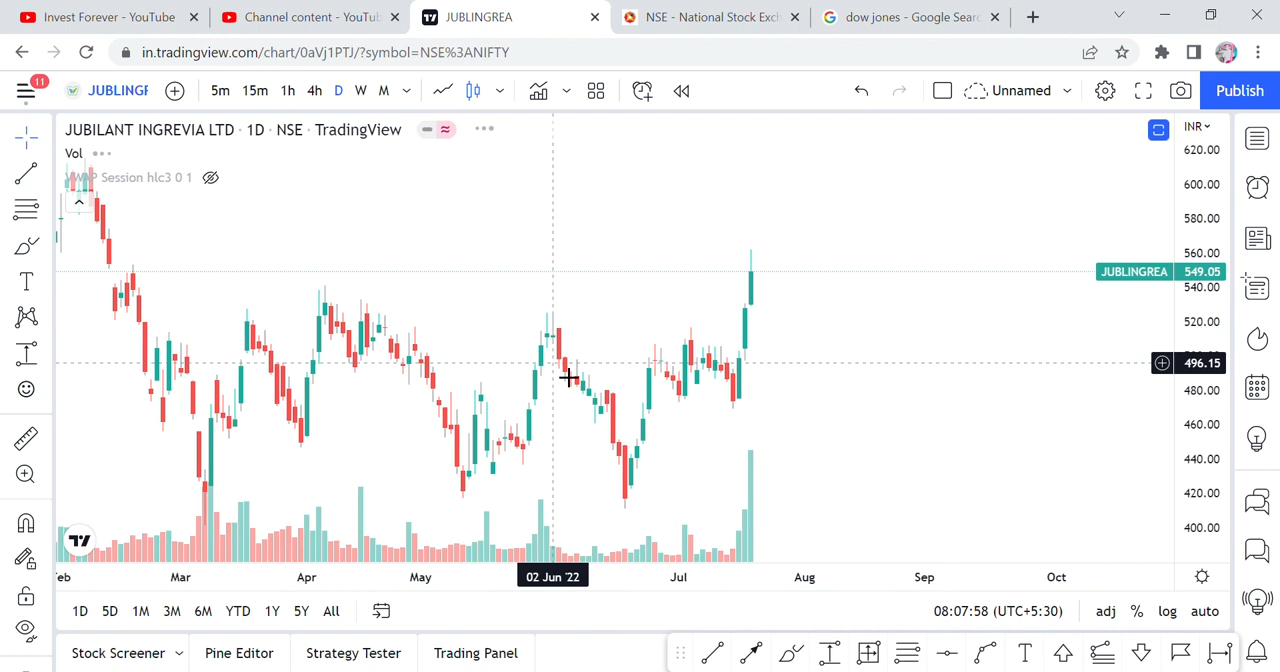 Invest Forever - YouTube
Channel content - YouTu
JUBLINGREA
NSE - National Stock Exch
dow jones - Google Sear
in.tradingview.com/chart/0aVj1PTJ/?symbol=NSE%3ANIFTY
11
JUBLINGF
5m 15m 1h 4h D W M
Unnamed
Publish
JUBILANT INGREVIA LTD · 1D · NSE · TradingView
INR
Vol
VWAP Session hlc3 0 1
620.00
600.00
580.00
560.00
JUBLINGREA 549.05
540.00
520.00
496.15
480.00
460.00
440.00
420.00
400.00
Mar Apr May 02 Jun '22 Jul Aug Sep Oct
1D 5D 1M 3M 6M YTD 1Y 5Y All
08:07:58 (UTC+5:30)
adj % log auto
Stock Screener
Pine Editor
Strategy Tester
Trading Panel